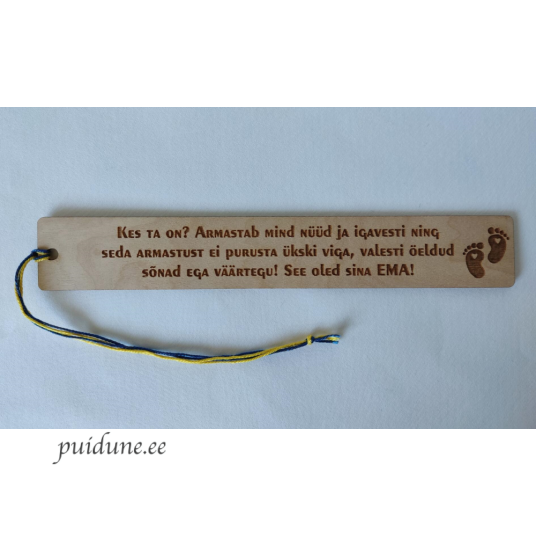 Kes ta on? Armastab mind nüüd ja igavesti ning
seda armastust ei purusta ükski viga, valesti öeldud
sõnad ega väärtegu! See oled sina EMA!
puidune.ee